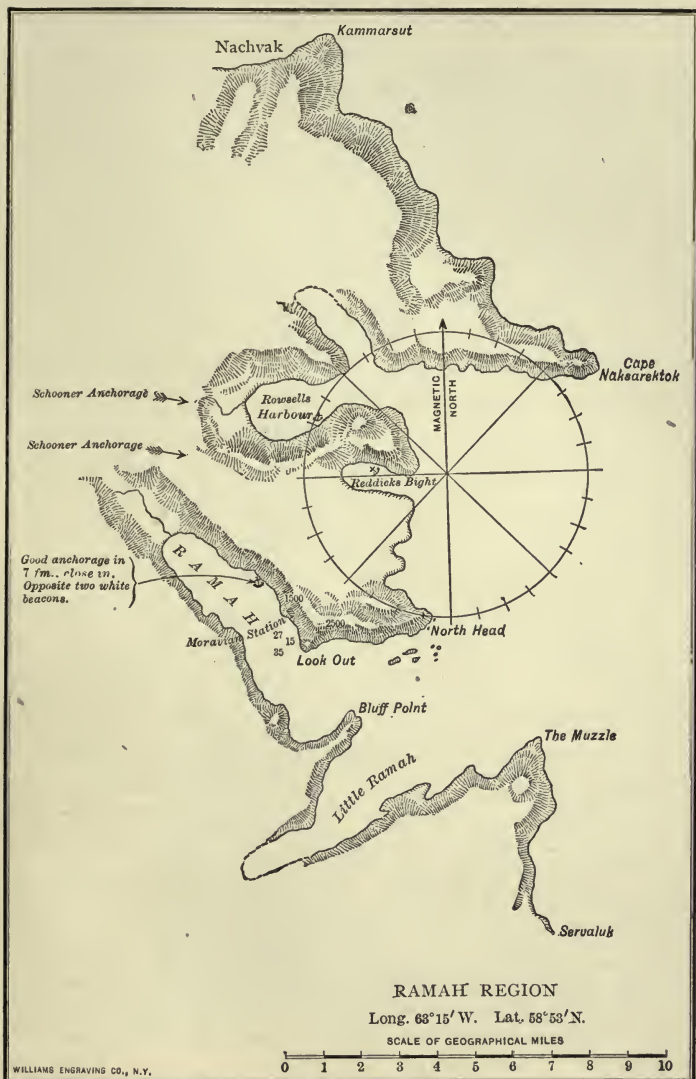 Kammarsut
Nachvak
Cape
Naksarektok
MAGNETIC
NORTH
Schooner Anchorage
Rowsells
Harbour
Schooner Anchorage
Reddicks Bight
Good anchorage in
7 fm., close in.
Opposite two white
beacons.
RAMAH
1500
2500
Moravian Station
27
15
35
North Head
Look Out
Bluff Point
The Muzzle
Little Ramah
Servaluk
RAMAH REGION
Long. 63°15′ W. Lat. 58°53′ N.
SCALE OF GEOGRAPHICAL MILES
0 1 2 3 4 5 6 7 8 9 10
WILLIAMS ENGRAVING CO., N.Y.